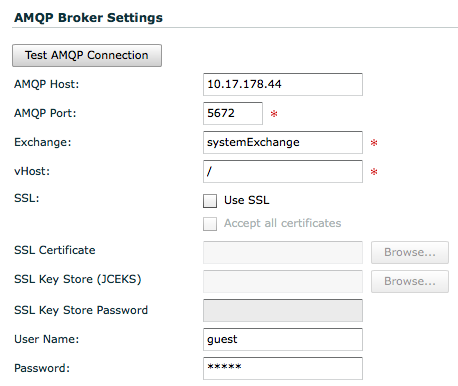 AMQP Broker Settings
Test AMQP Connection
AMQP Host: 10.17.178.44
AMQP Port: 5672 *
Exchange: systemExchange *
vHost: / *
SSL: Use SSL
Accept all certificates
SSL Certificate Browse...
SSL Key Store (JCEKS) Browse...
SSL Key Store Password
User Name: guest
Password: *****